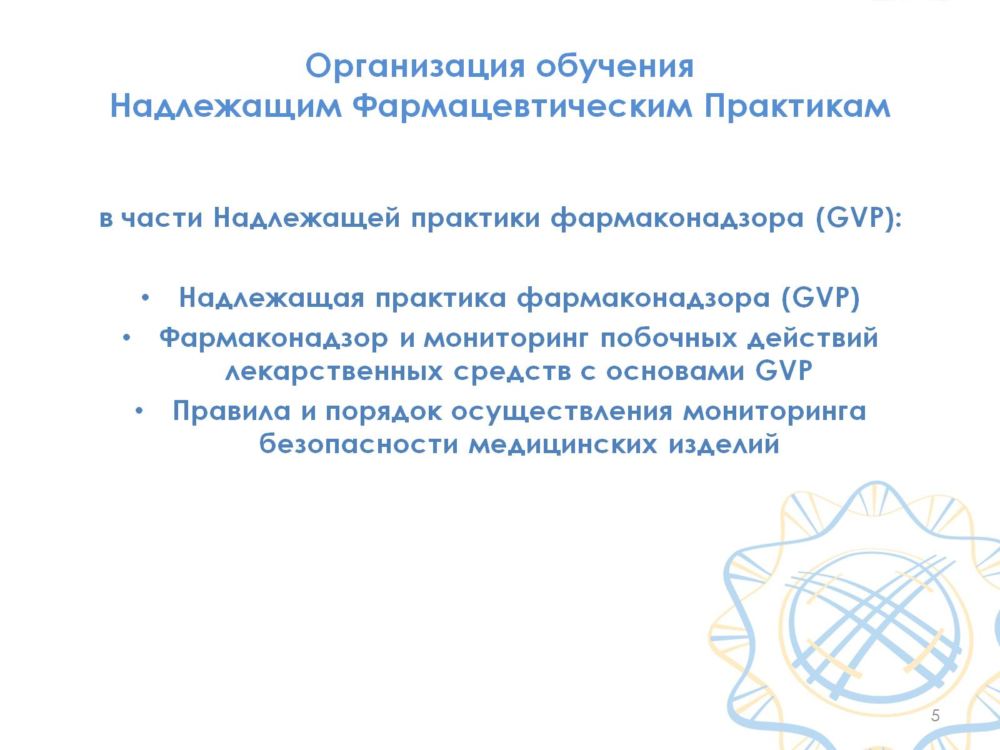 Организация обучения
Надлежащим Фармацевтическим Практикам
в части Надлежащей практики фармаконадзора (GVP):
• Надлежащая практика фармаконадзора (GVP)
• Фармаконадзор и мониторинг побочных действий
лекарственных средств с основами GVP
• Правила и порядок осуществления мониторинга
безопасности медицинских изделий
5